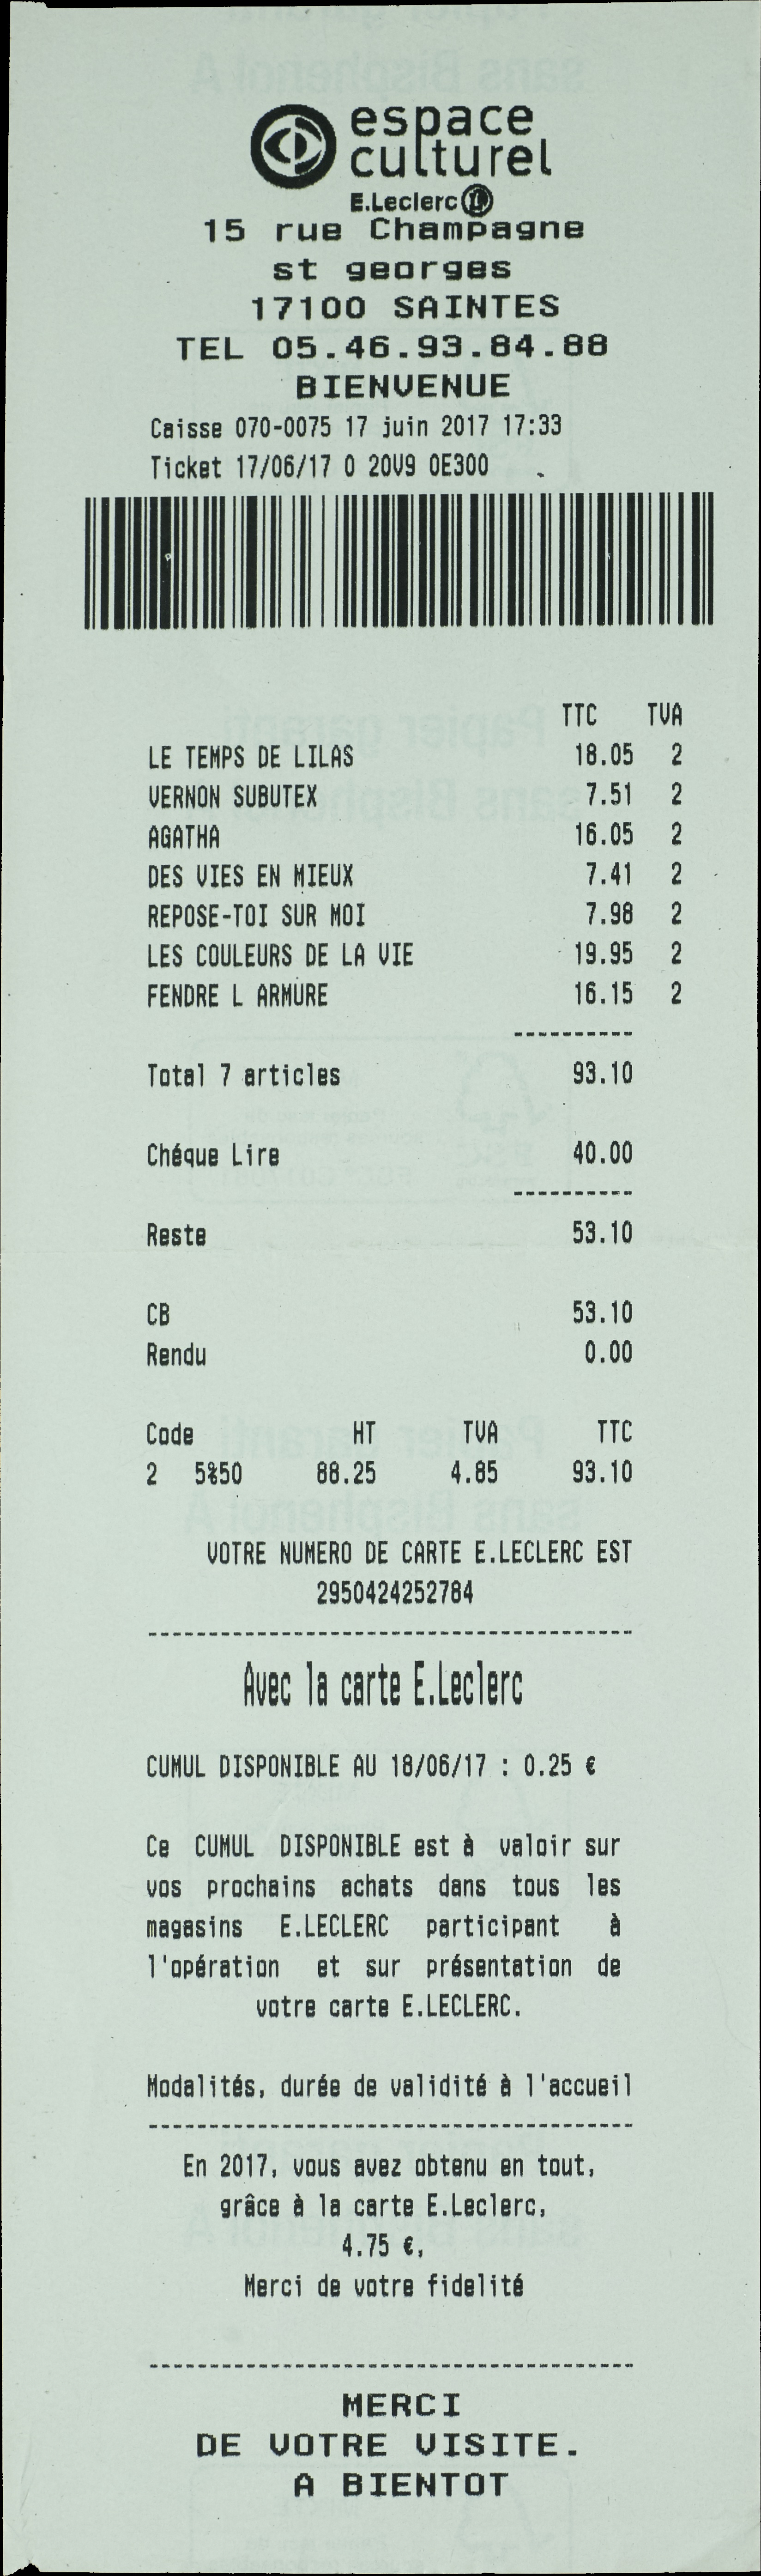 espace
culturel
E.Leclerc L
15 rue Champagne
st georges
17100 SAINTES
TEL 05.46.93.84.88
BIENVENUE
Caisse 070-0075 17 juin 2017 17:33
Ticket 17/06/17 0 20V9 0E300
TTC TVA
LE TEMPS DE LILAS 18.05 2
VERNON SUBUTEX 7.51 2
AGATHA 16.05 2
DES VIES EN MIEUX 7.41 2
REPOSE-TOI SUR MOI 7.98 2
LES COULEURS DE LA VIE 19.95 2
FENDRE L ARMURE 16.15 2
----------
Total 7 articles 93.10
Chéque Lire 40.00
----------
Reste 53.10
CB 53.10
Rendu 0.00
Code HT TVA TTC
2 5%50 88.25 4.85 93.10
VOTRE NUMERO DE CARTE E.LECLERC EST
2950424252784
----------------------------------------
Avec la carte E.Leclerc
CUMUL DISPONIBLE AU 18/06/17 : 0.25 €
Ce CUMUL DISPONIBLE est à valoir sur
vos prochains achats dans tous les
magasins E.LECLERC participant à
l'opération et sur présentation de
votre carte E.LECLERC.
Modalités, durée de validité à l'accueil
----------------------------------------
En 2017, vous avez obtenu en tout,
grâce à la carte E.Leclerc,
4.75 €,
Merci de votre fidelité
----------------------------------------
MERCI
DE VOTRE VISITE.
A BIENTOT